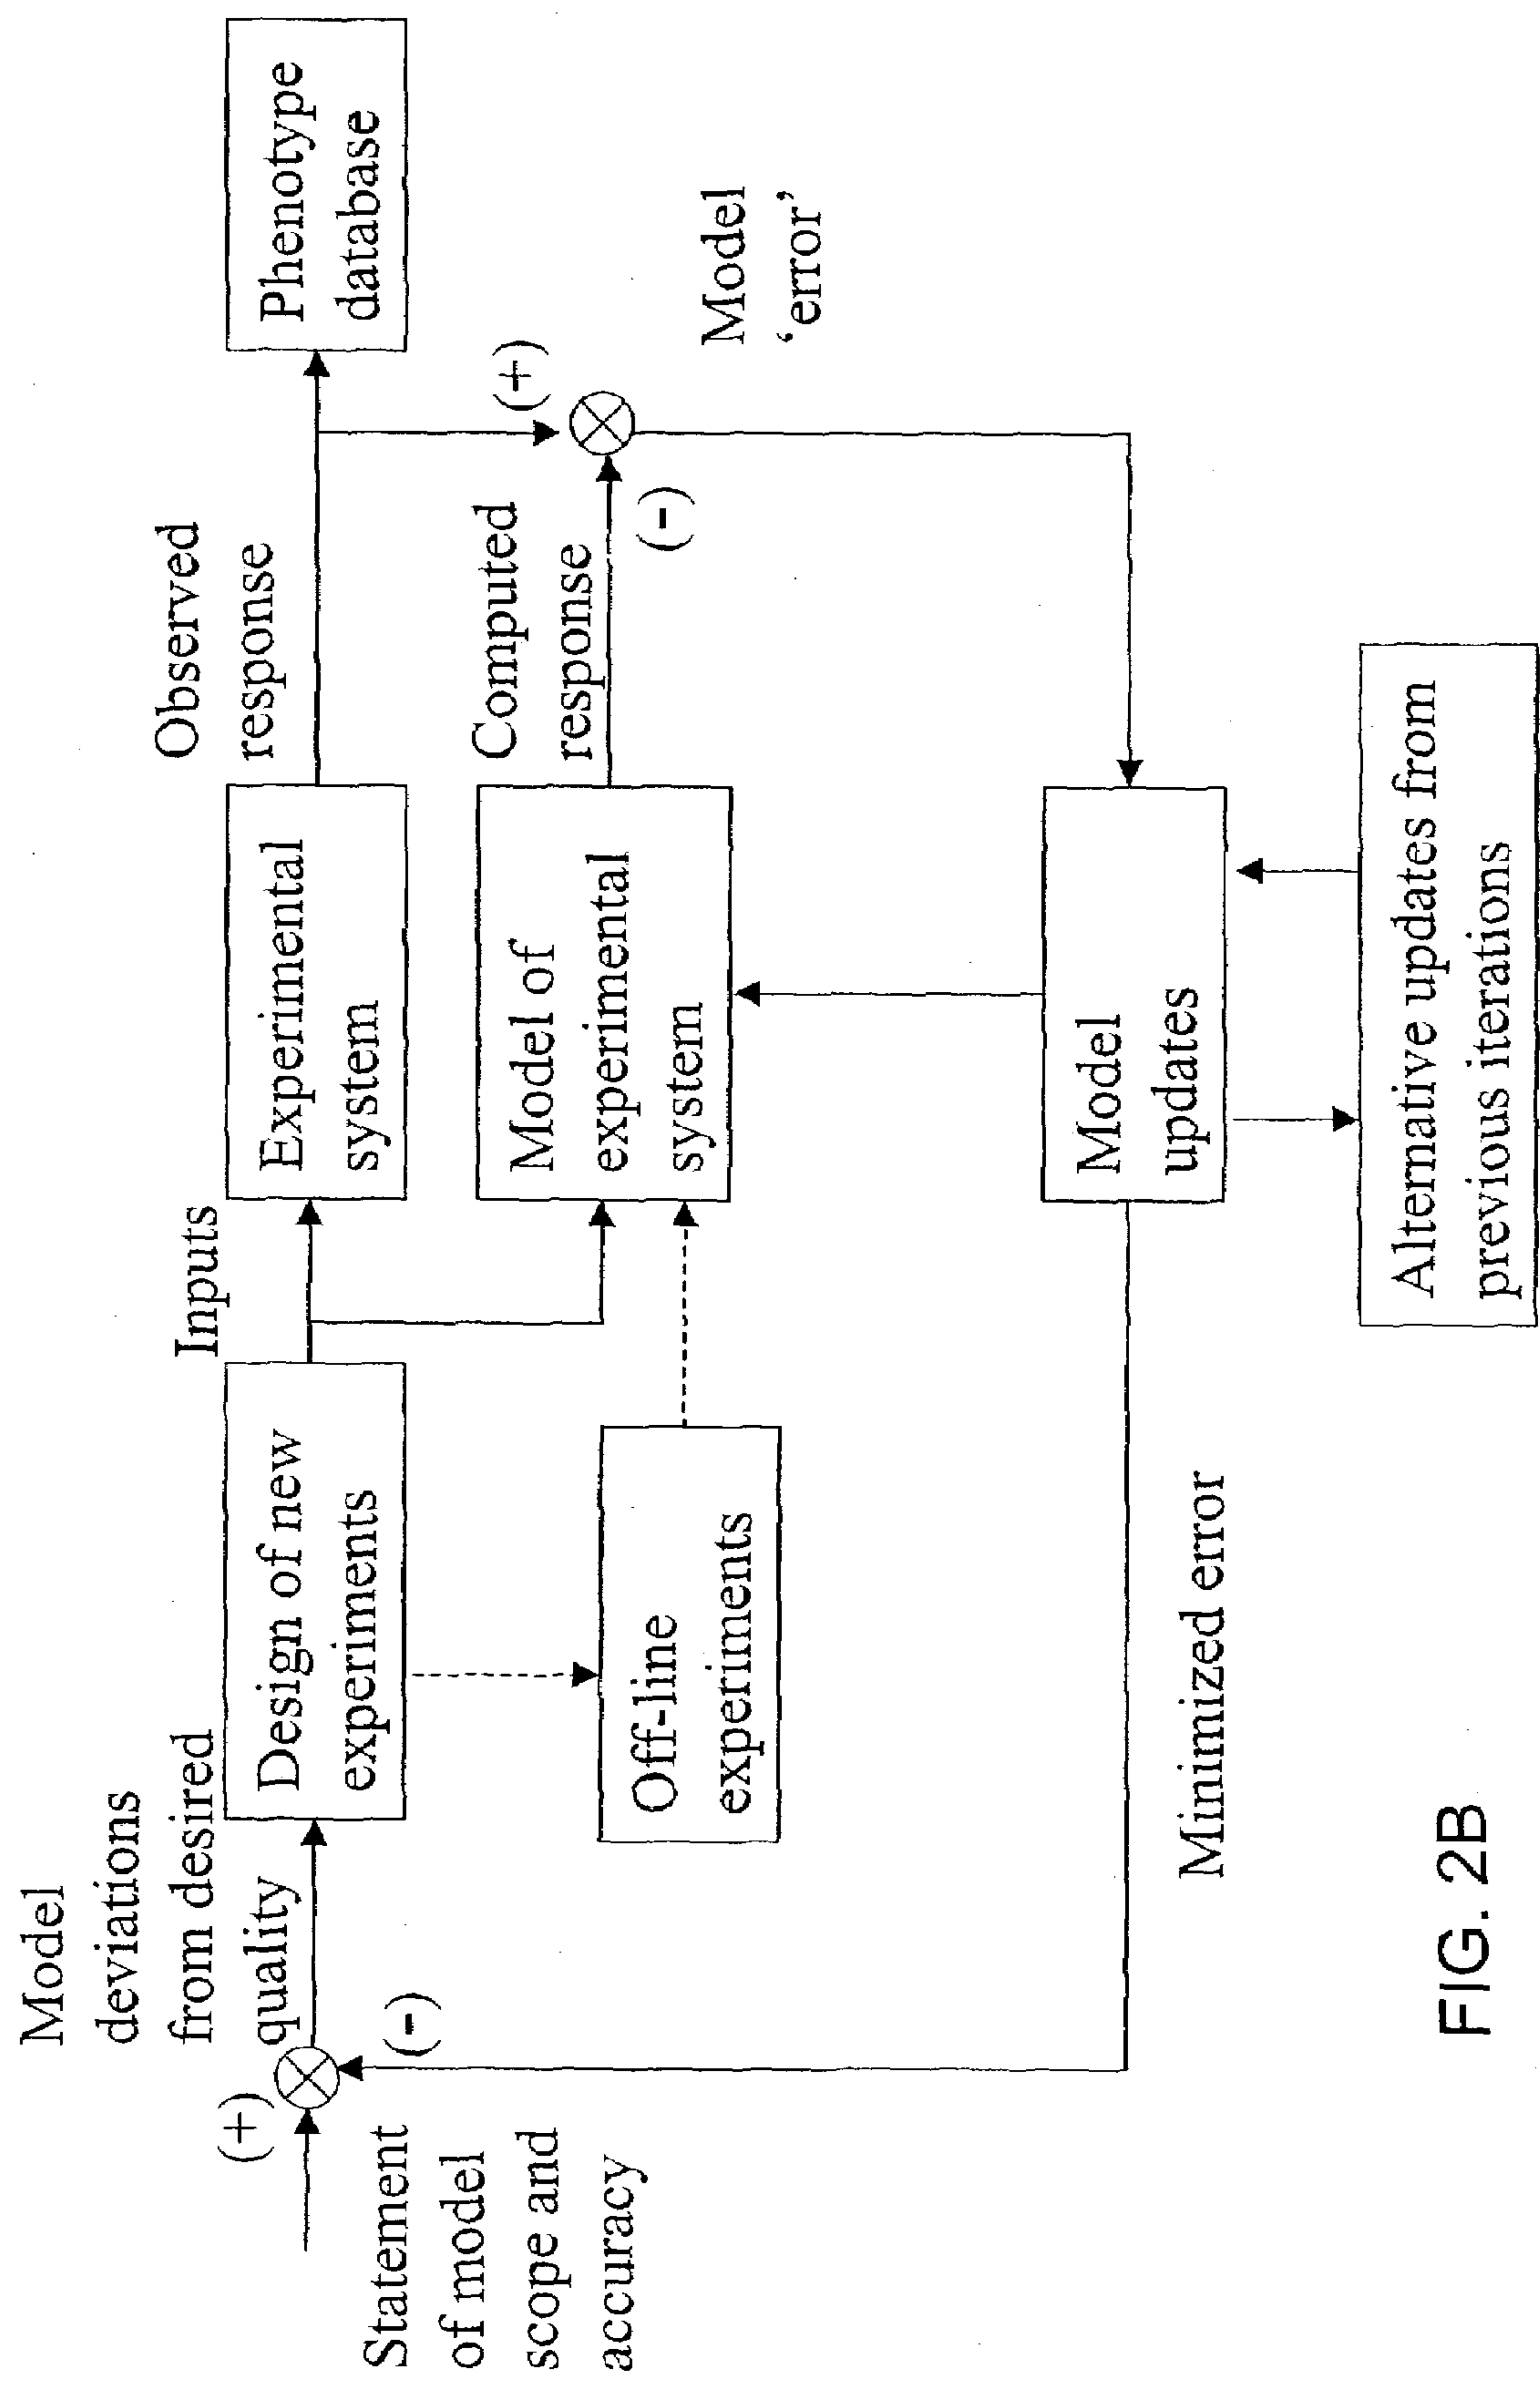 Model
deviations
from desired
quality
(+)
(-)
Statement
of model
scope and
accuracy
Design of new
experiments
Inputs
Off-line
experiments
Experimental
system
Model of
experimental
system
Observed
response
Computed
response
(+)
(-)
Phenotype
database
Model
‘error’
Model
updates
Minimized error
Alternative updates from
previous iterations
FIG. 2B